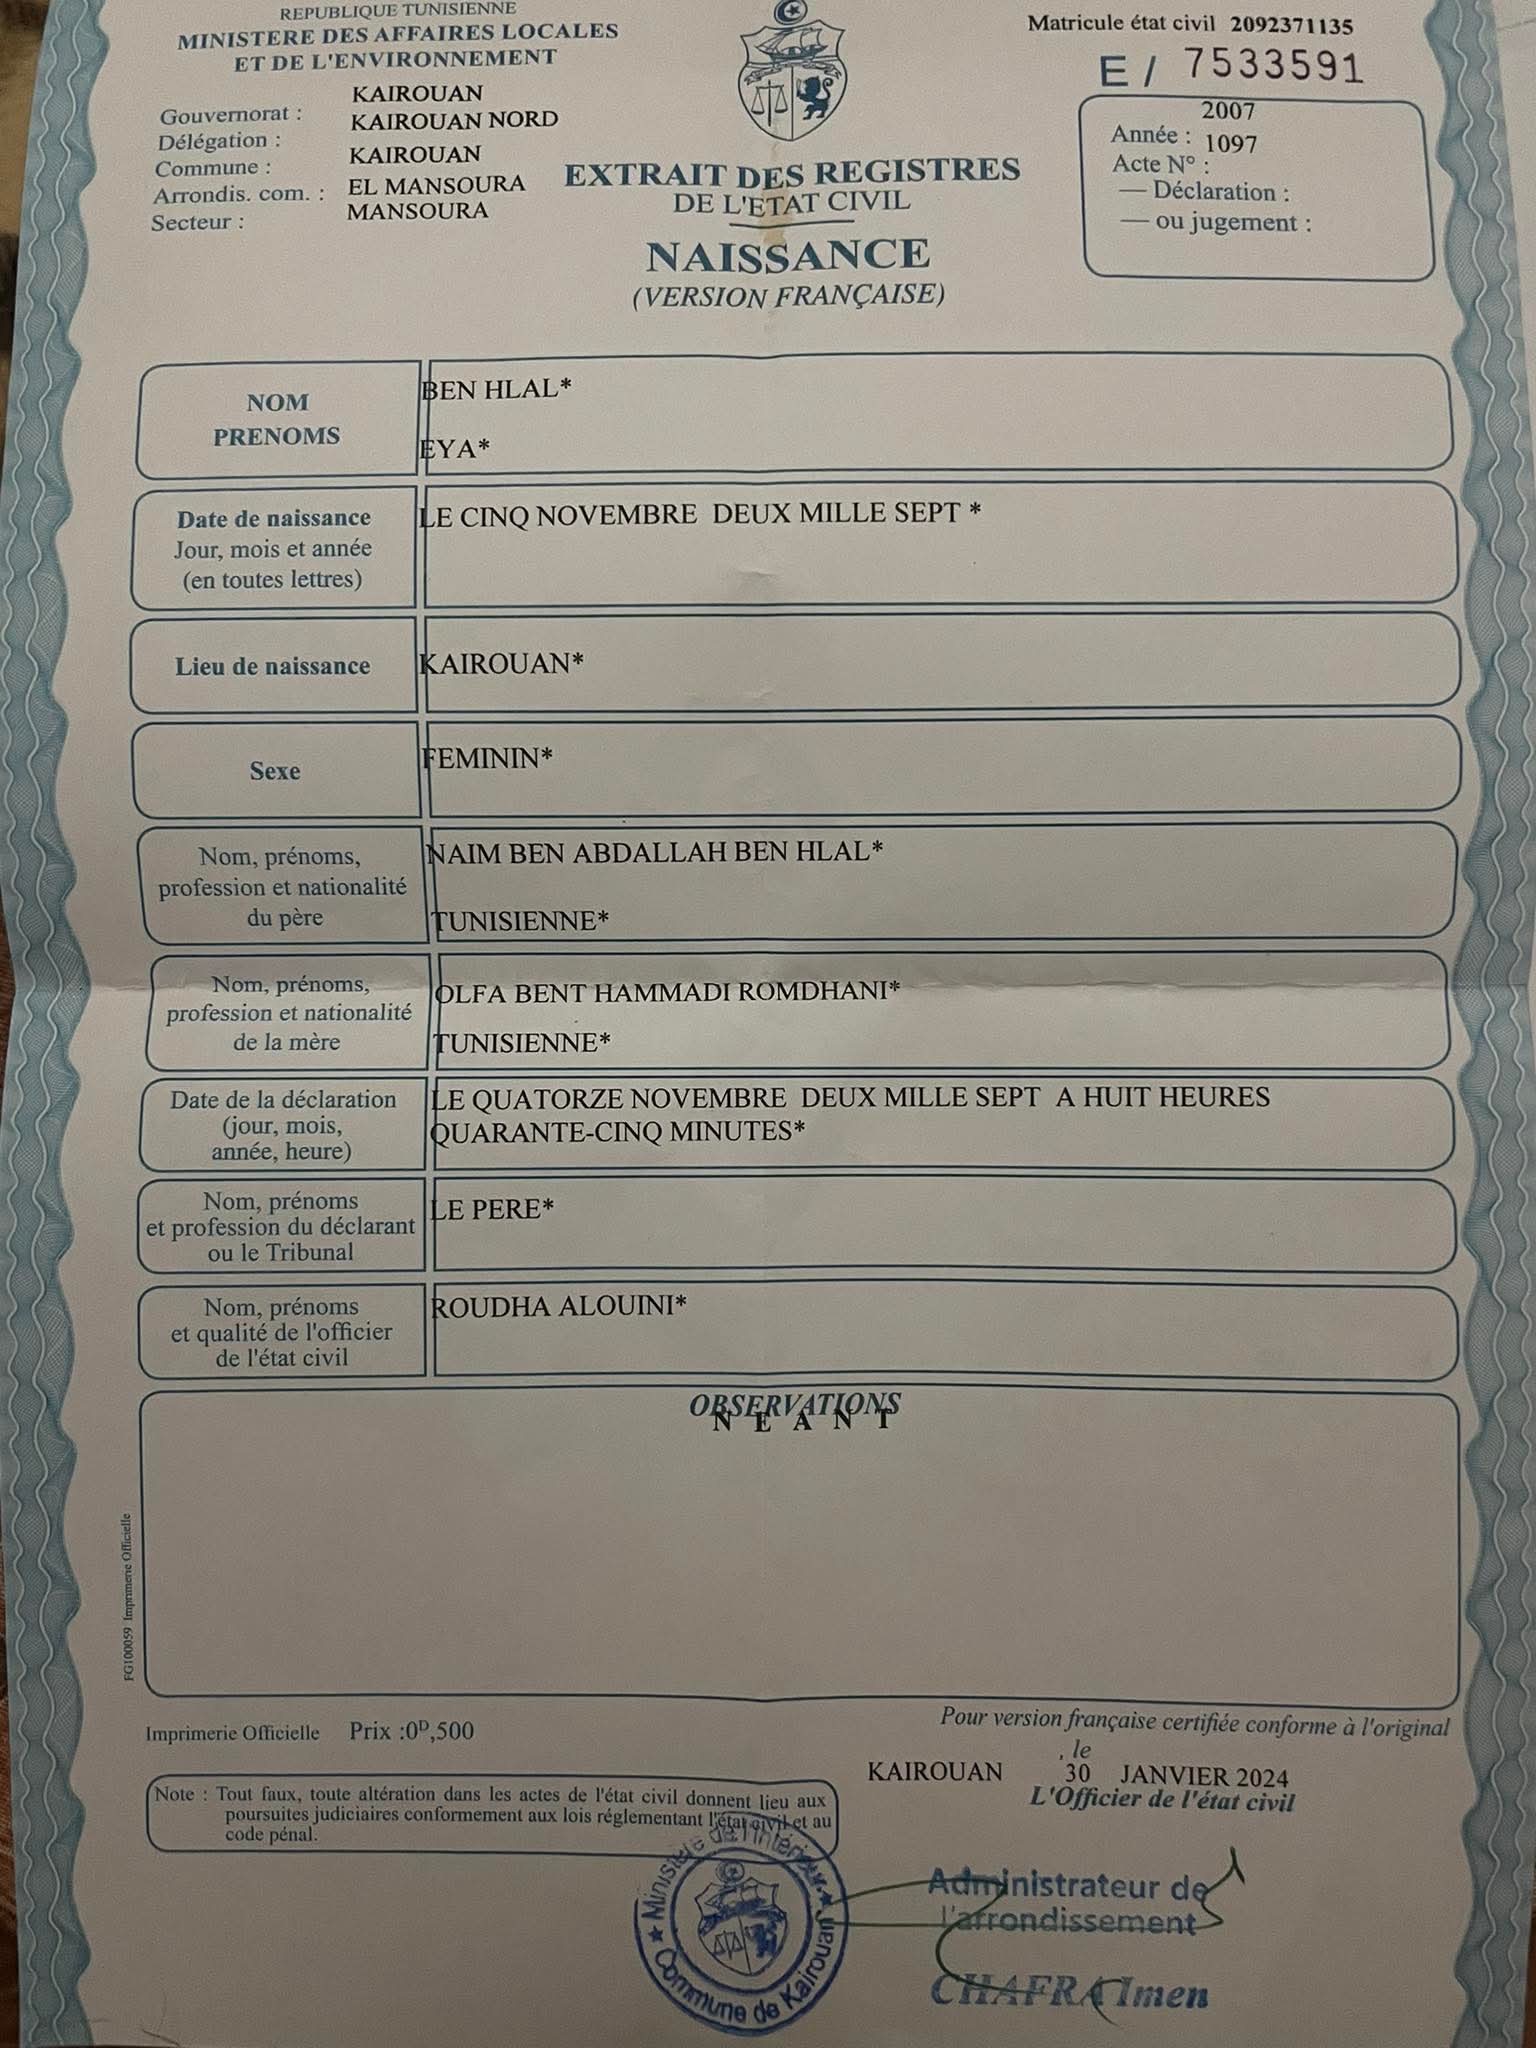 REPUBLIQUE TUNISIENNE
MINISTERE DES AFFAIRES LOCALES
ET DE L'ENVIRONNEMENT
Gouvernorat : KAIROUAN
Délégation : KAIROUAN NORD
Commune : KAIROUAN
Arrondis. com. : EL MANSOURA
Secteur : MANSOURA
EXTRAIT DES REGISTRES
DE L'ETAT CIVIL
NAISSANCE
(VERSION FRANÇAISE)
Matricule état civil 2092371135
E / 7533591
Année : 2007
Acte N° : 1097
— Déclaration :
— ou jugement :
NOM
PRENOMS
BEN HLAL*
EYA*
Date de naissance
Jour, mois et année
(en toutes lettres)
LE CINQ NOVEMBRE DEUX MILLE SEPT *
Lieu de naissance
KAIROUAN*
Sexe
FEMININ*
Nom, prénoms,
profession et nationalité
du père
NAIM BEN ABDALLAH BEN HLAL*
TUNISIENNE*
Nom, prénoms,
profession et nationalité
de la mère
OLFA BENT HAMMADI ROMDHANI*
TUNISIENNE*
Date de la déclaration
(jour, mois,
année, heure)
LE QUATORZE NOVEMBRE DEUX MILLE SEPT A HUIT HEURES
QUARANTE-CINQ MINUTES*
Nom, prénoms
et profession du déclarant
ou le Tribunal
LE PERE*
Nom, prénoms
et qualité de l'officier
de l'état civil
ROUDHA ALOUINI*
OBSERVATIONS
N E A N T
FG100059 Imprimerie Officielle
Imprimerie Officielle Prix :0ᴰ,500
Note : Tout faux, toute altération dans les actes de l'état civil donnent lieu aux
poursuites judiciaires conformement aux lois réglementant l'état civil et au
code pénal.
Pour version française certifiée conforme à l'original
KAIROUAN , le 30 JANVIER 2024
L'Officier de l'état civil
Ministère de l'intérieur
Commune de Kairouan
Administrateur de
l'arrondissement
CHAFRA Imen